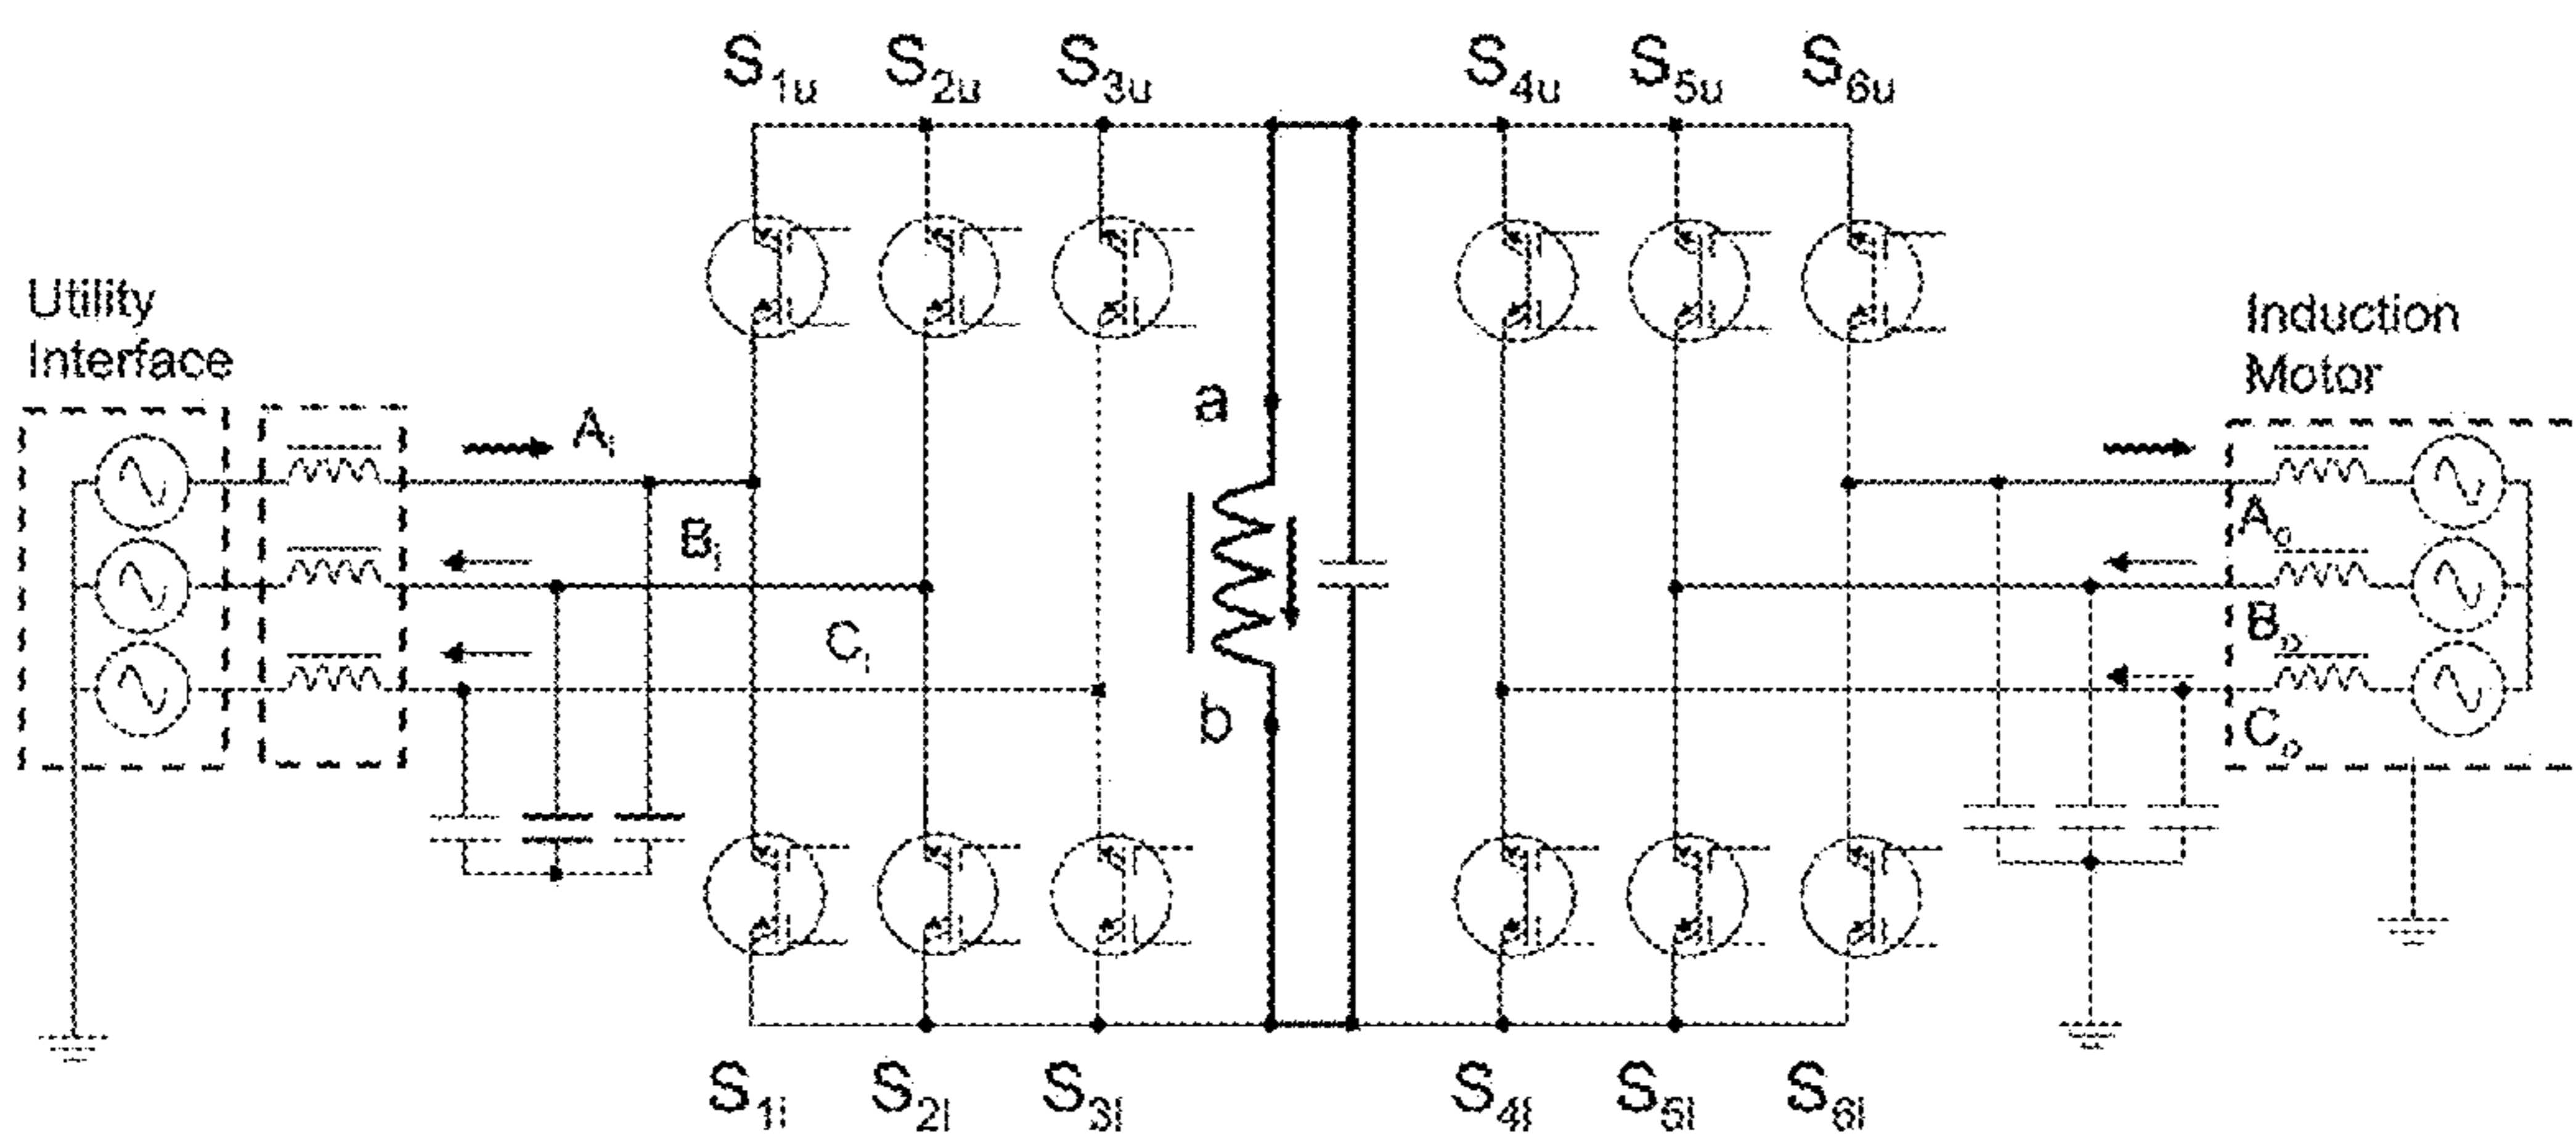 S1u S2u S3u S4u S5u S6u
Utility
Interface
Induction
Motor
a
Ai
Bi
Ci
b
Ao
Bo
Co
S1l S2l S3l S4l S5l S6l